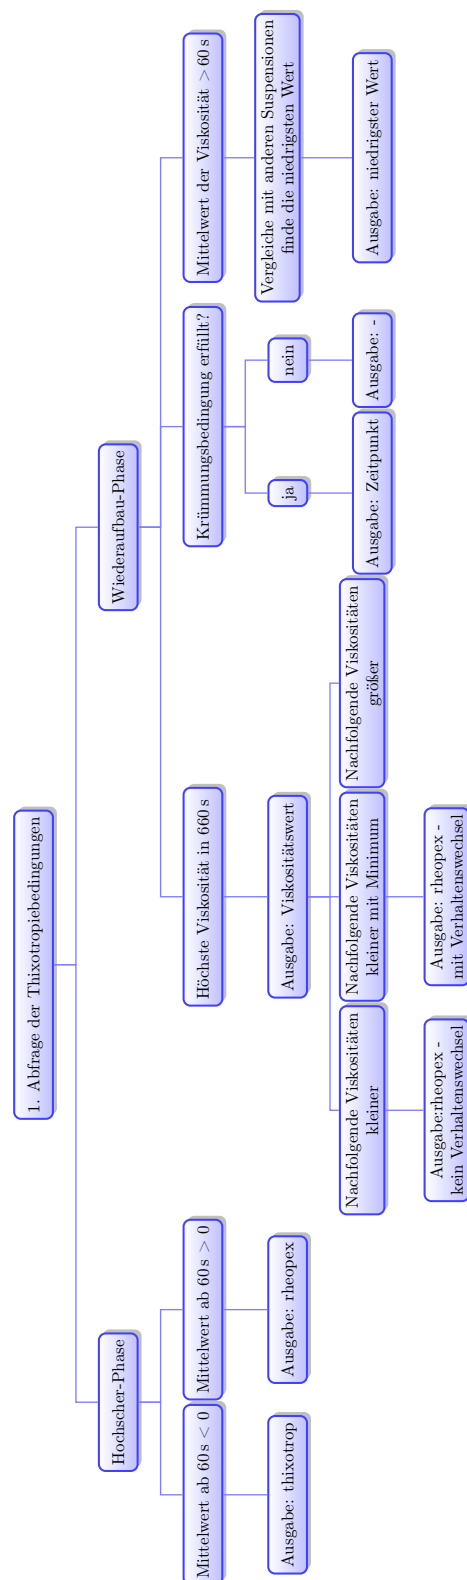 1. Abfrage der Thixotropiebedingungen
Hochscher-Phase
Wiederaufbau-Phase
Mittelwert ab 60 s < 0
Mittelwert ab 60 s > 0
Höchste Viskosität in 660 s
Krümmungsbedingung erfüllt?
Mittelwert der Viskosität > 60 s
Ausgabe: thixotrop
Ausgabe: rheopex
Ausgabe: Viskositätswert
ja
nein
Vergleiche mit anderen Suspensionen
finde die niedrigsten Wert
Nachfolgende Viskositäten
kleiner
Nachfolgende Viskositäten
kleiner mit Minimum
Nachfolgende Viskositäten
größer
Ausgabe: Zeitpunkt
Ausgabe: -
Ausgabe: niedrigster Wert
Ausgabe:rheopex -
kein Verhaltenswechsel
Ausgabe: rheopex -
mit Verhaltenswechsel